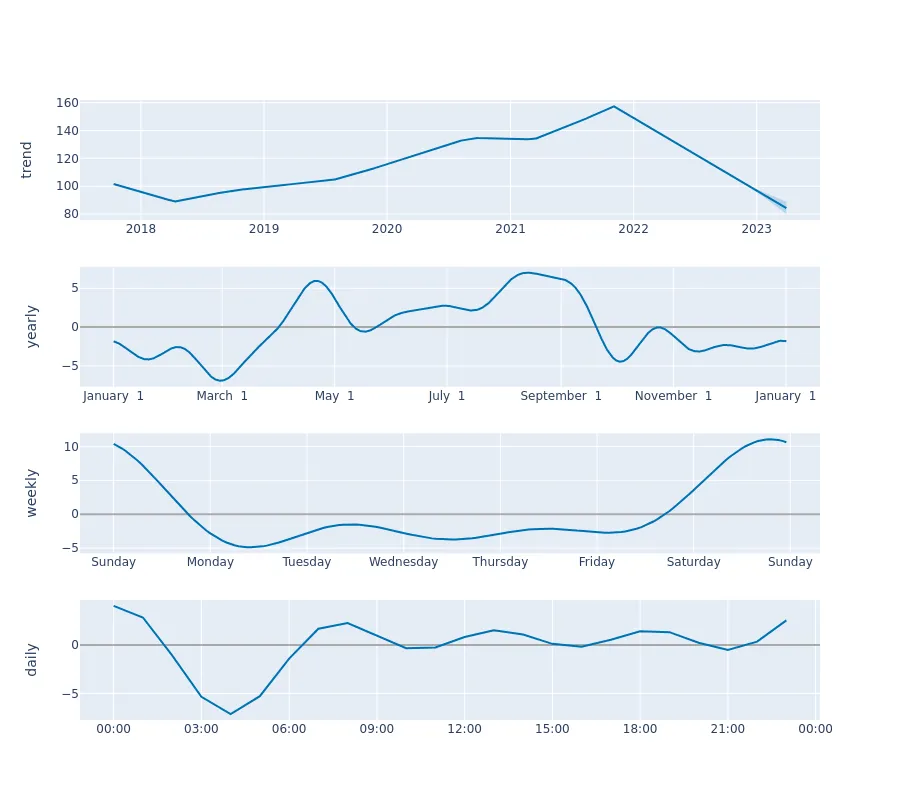 160
140
120
100
80
trend
2018 2019 2020 2021 2022 2023
5
0
−5
yearly
January 1 March 1 May 1 July 1 September 1 November 1 January 1
10
5
0
−5
weekly
Sunday Monday Tuesday Wednesday Thursday Friday Saturday Sunday
0
−5
daily
00:00 03:00 06:00 09:00 12:00 15:00 18:00 21:00 00:00